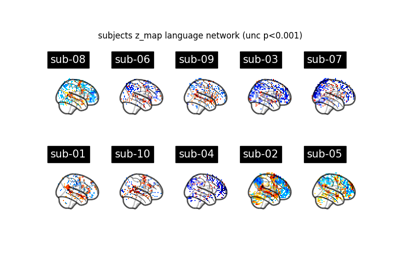 subjects z_map language network (unc p<0.001)
sub-08 sub-06 sub-09 sub-03 sub-07
sub-01 sub-10 sub-04 sub-02 sub-05